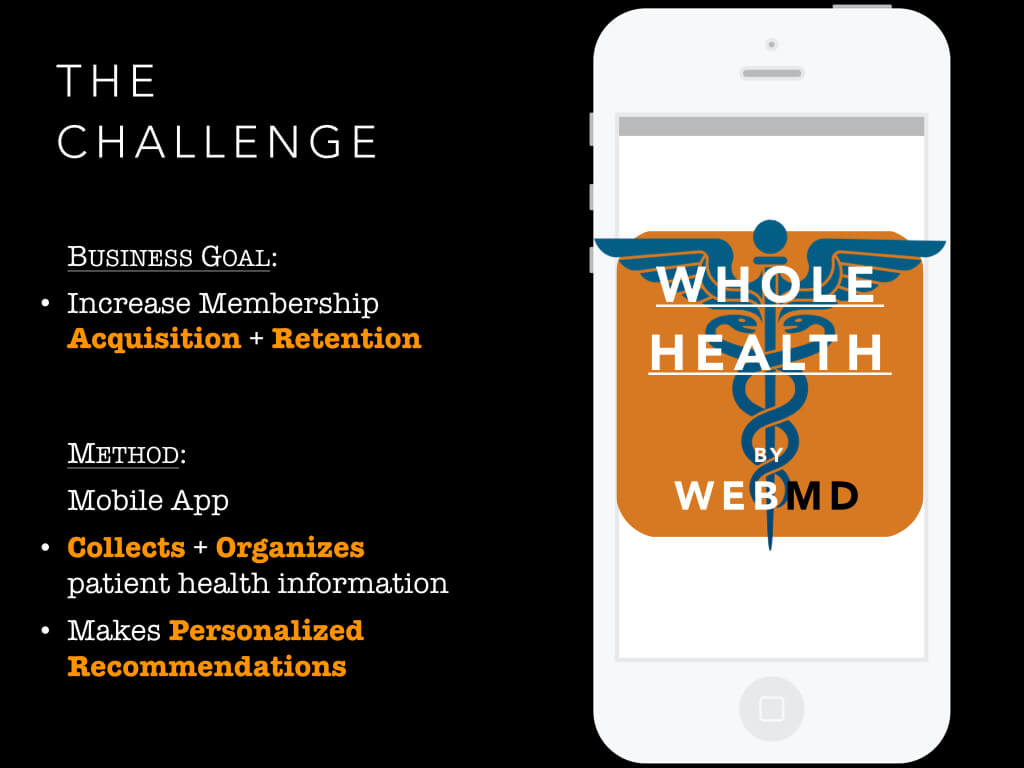 THE
CHALLENGE
BUSINESS GOAL:
• Increase Membership
Acquisition + Retention
METHOD:
Mobile App
• Collects + Organizes
patient health information
• Makes Personalized
Recommendations
WHOLE
HEALTH
BY
WEBMD